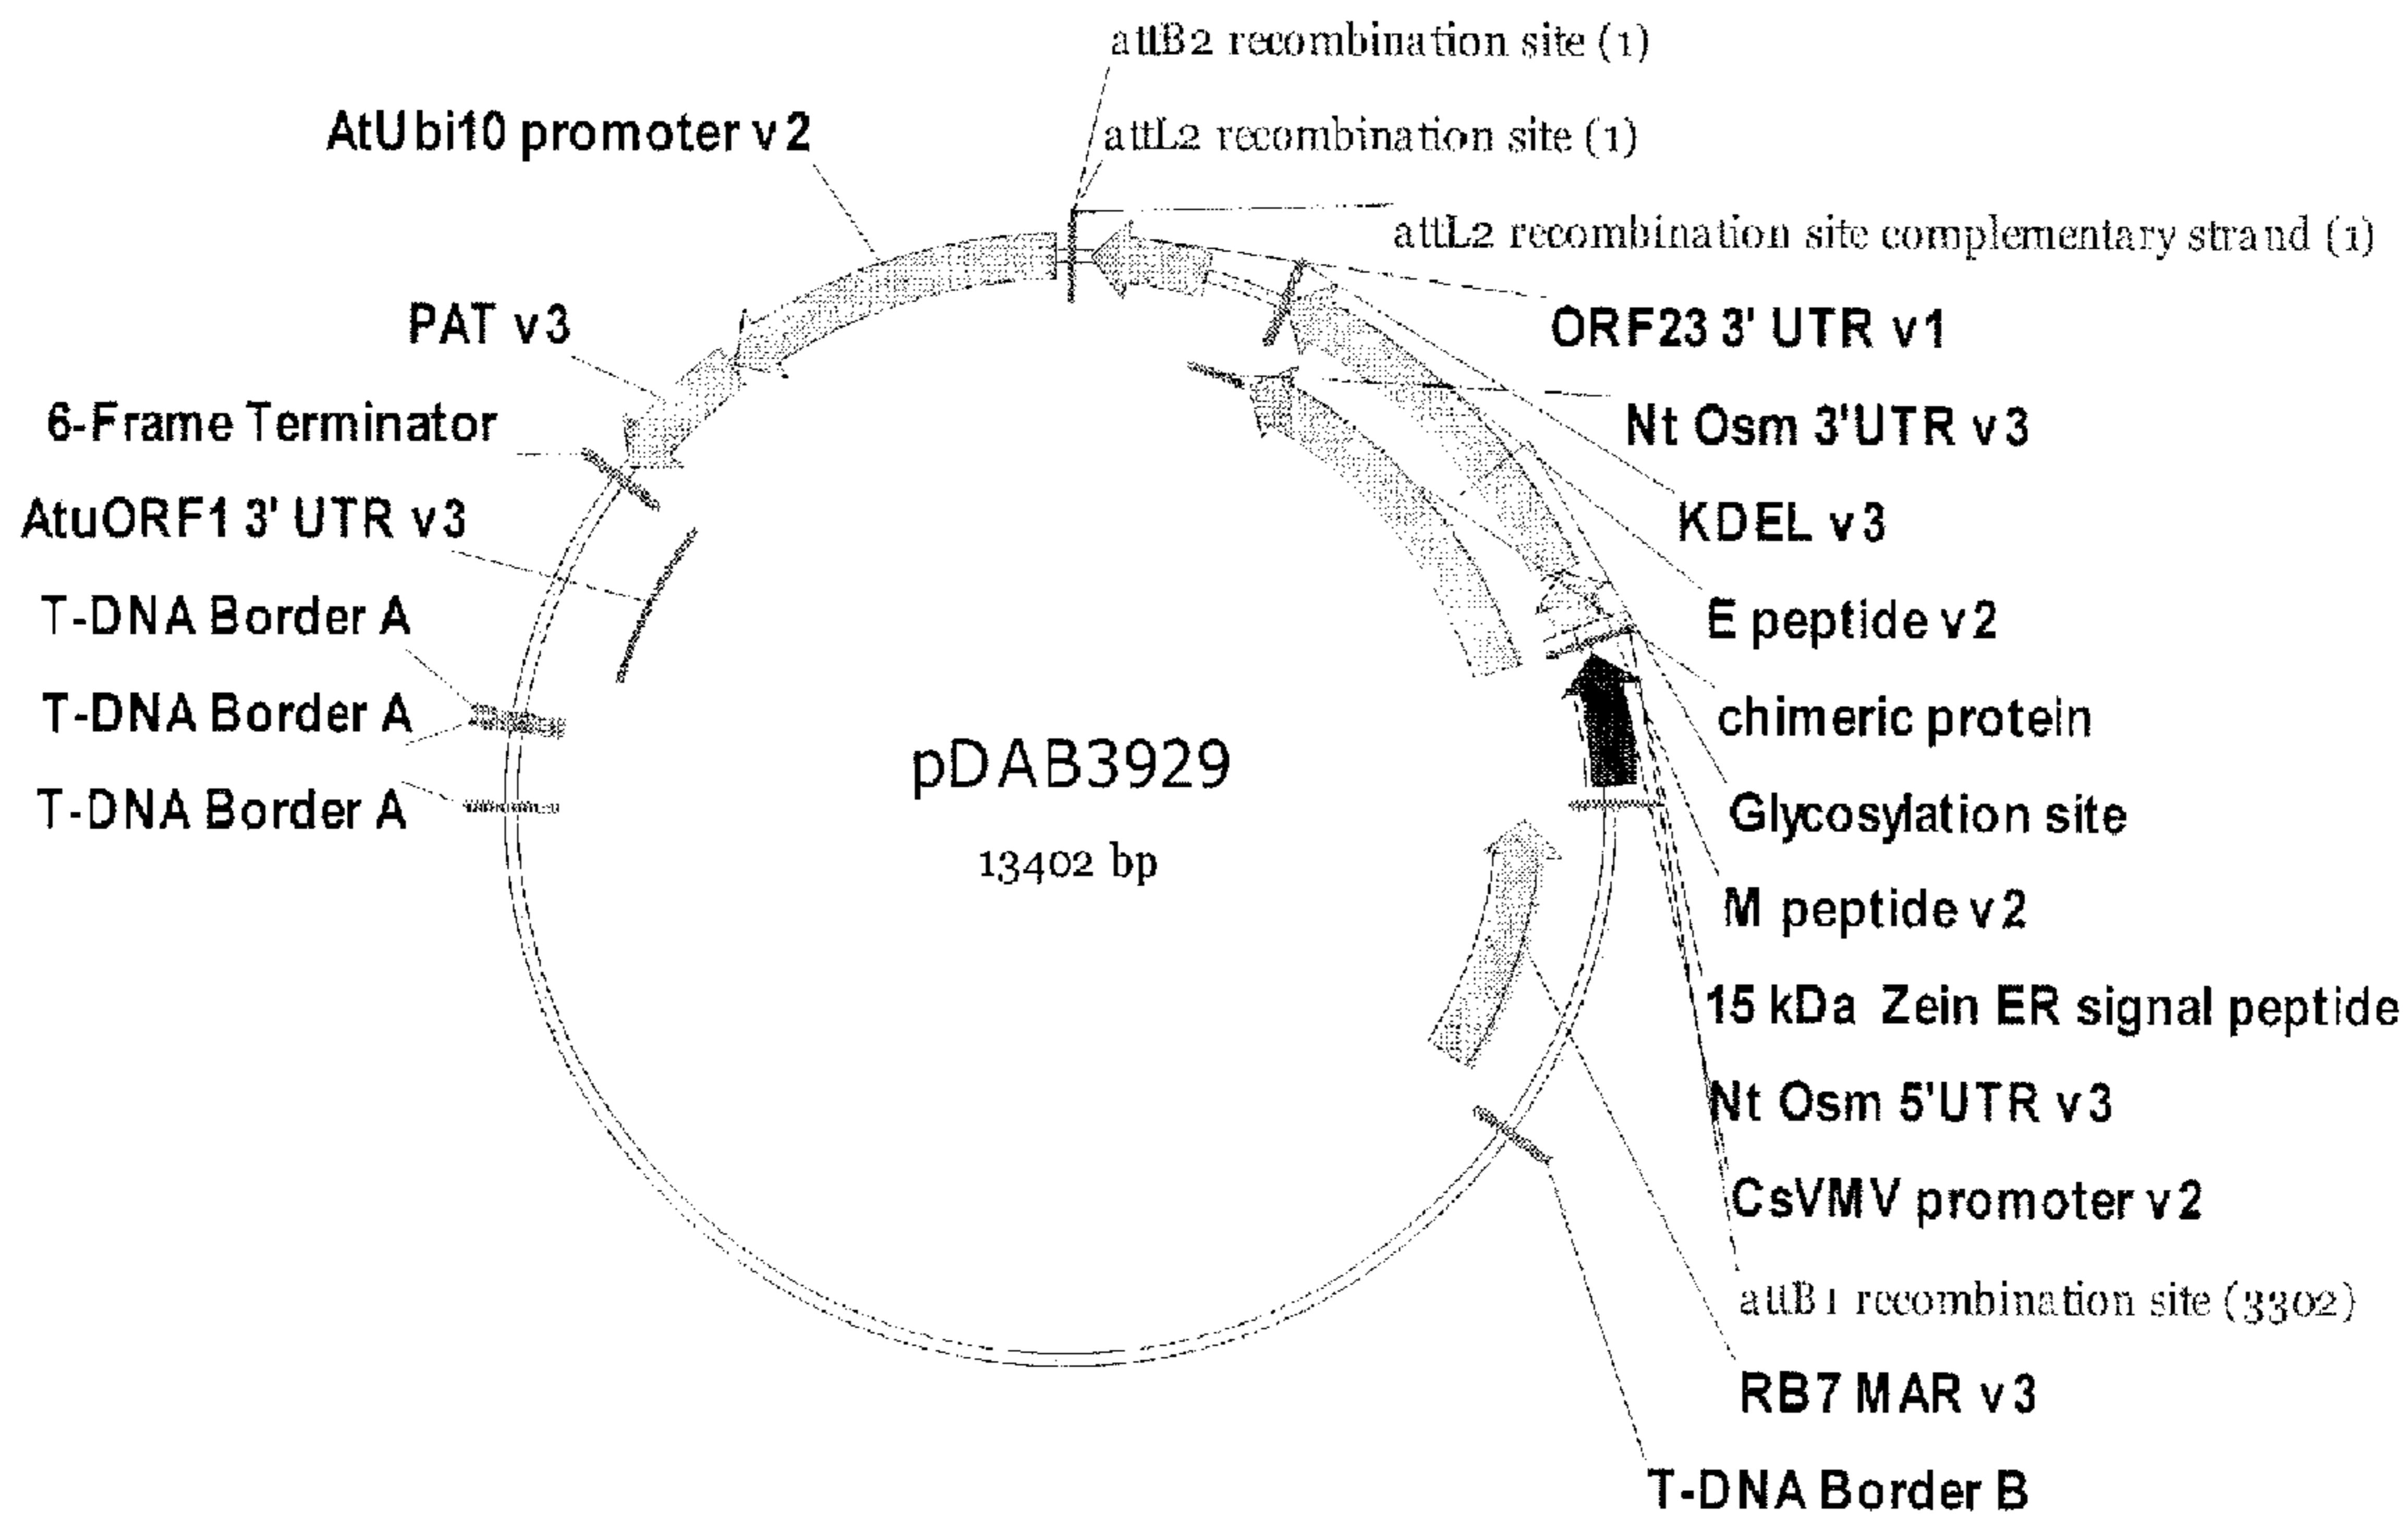 attB2 recombination site (1)
attL2 recombination site (1)
AtUbi10 promoter v2
attL2 recombination site complementary strand (1)
PAT v3
ORF23 3' UTR v1
6-Frame Terminator
Nt Osm 3'UTR v3
AtuORF1 3' UTR v3
KDEL v3
T-DNA Border A
E peptide v2
T-DNA Border A
chimeric protein
pDAB3929
T-DNA Border A
Glycosylation site
13402 bp
M peptide v2
15 kDa Zein ER signal peptide
Nt Osm 5'UTR v3
CsVMV promoter v2
attB1 recombination site (3302)
RB7 MAR v3
T-DNA Border B